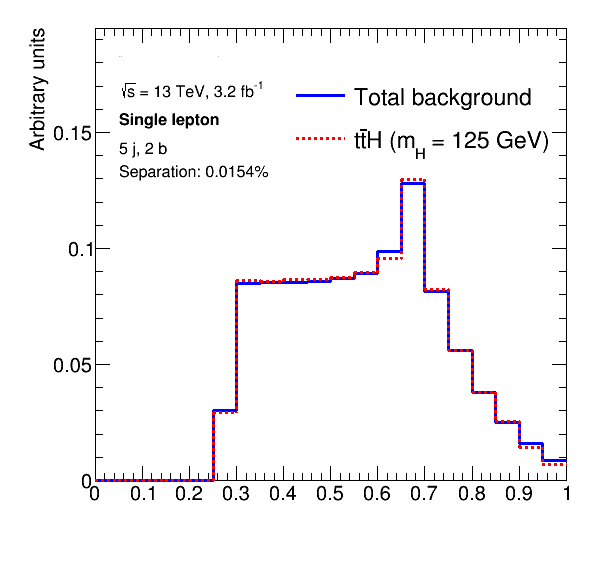 Arbitrary units
√s = 13 TeV, 3.2 fb⁻¹
Single lepton
5 j, 2 b
Separation: 0.0154%
Total background
tt̄H (m_H = 125 GeV)
0.15
0.1
0.05
0
0 0.1 0.2 0.3 0.4 0.5 0.6 0.7 0.8 0.9 1